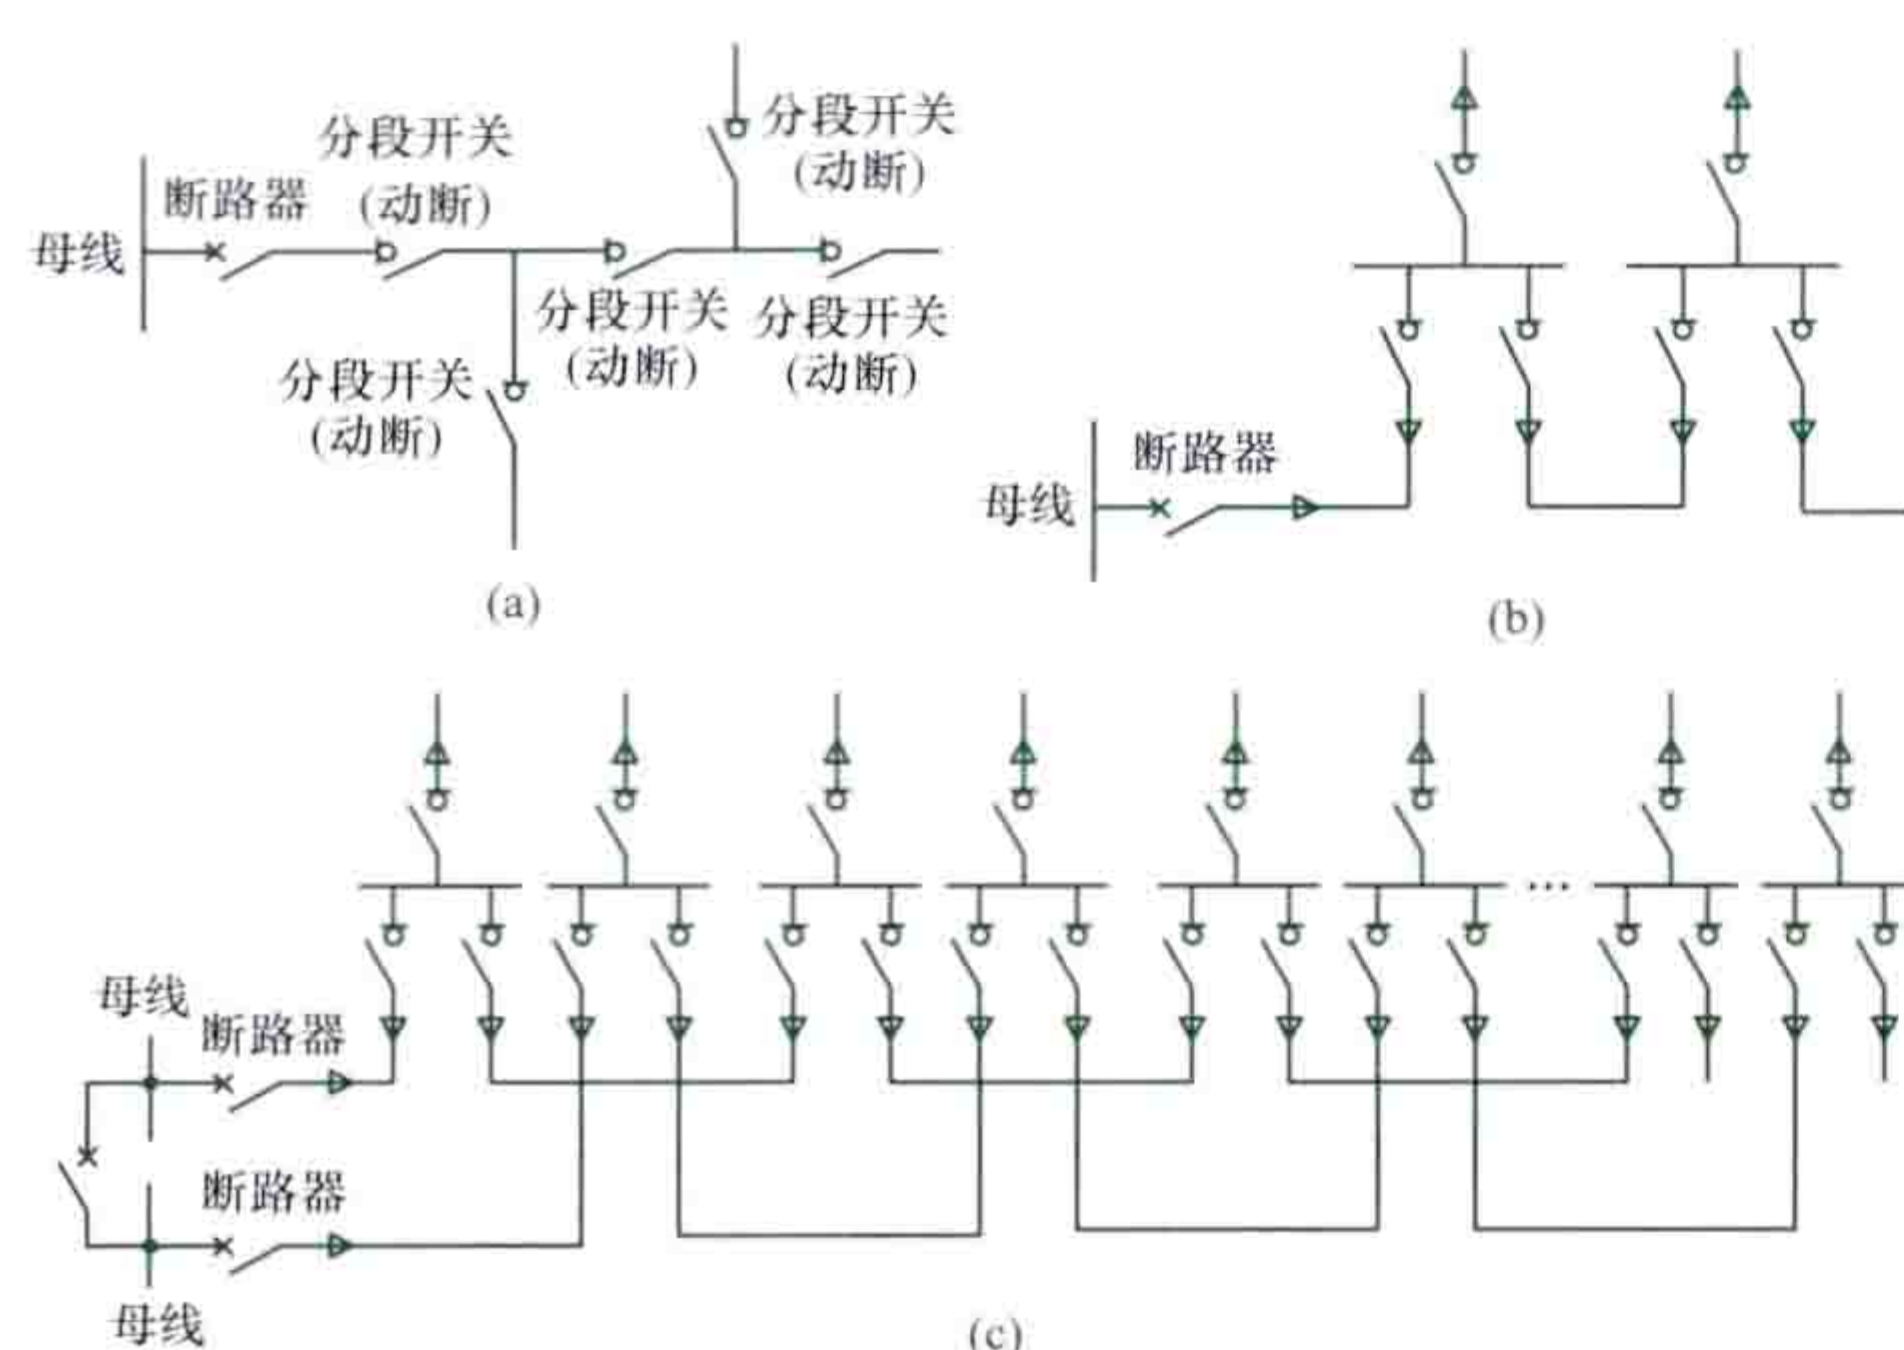 分段开关
(动断)
分段开关
(动断)
断路器
母线
分段开关
(动断)
分段开关
(动断)
分段开关
(动断)
(a)
断路器
母线
(b)
母线
断路器
断路器
母线
...
(c)